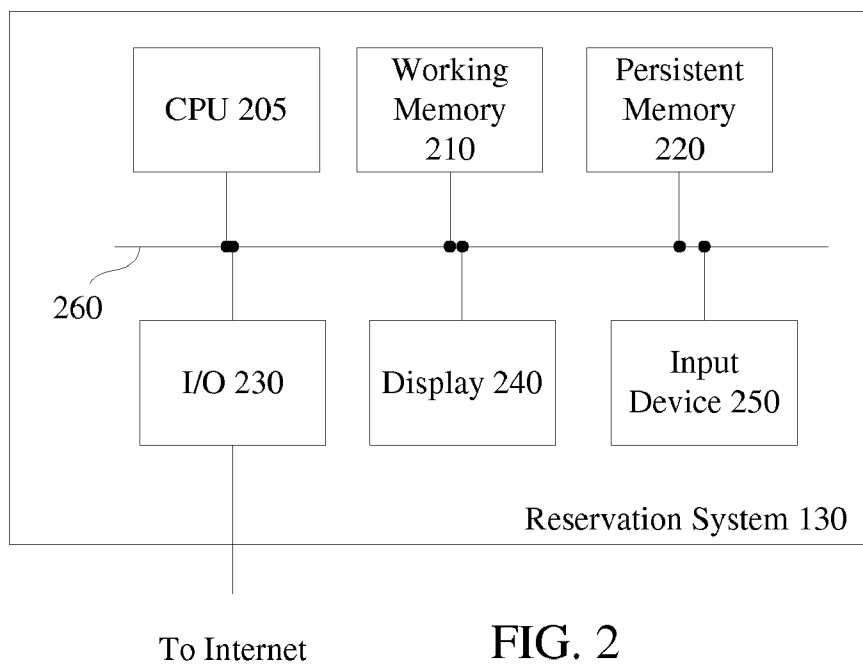 CPU 205
Working
Memory
210
Persistent
Memory
220
260
I/O 230
Display 240
Input
Device 250
Reservation System 130
To Internet
FIG. 2